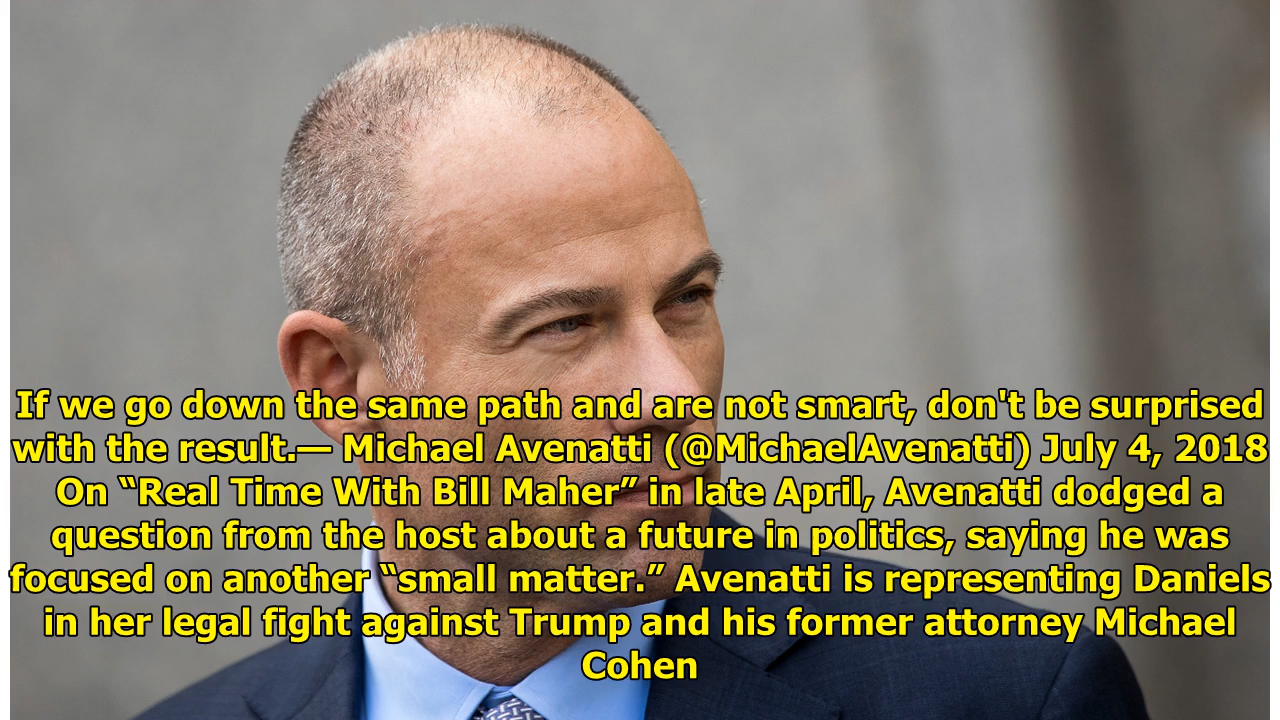 If we go down the same path and are not smart, don't be surprised
with the result.— Michael Avenatti (@MichaelAvenatti) July 4, 2018
On “Real Time With Bill Maher” in late April, Avenatti dodged a
question from the host about a future in politics, saying he was
focused on another “small matter.” Avenatti is representing Daniels
in her legal fight against Trump and his former attorney Michael
Cohen